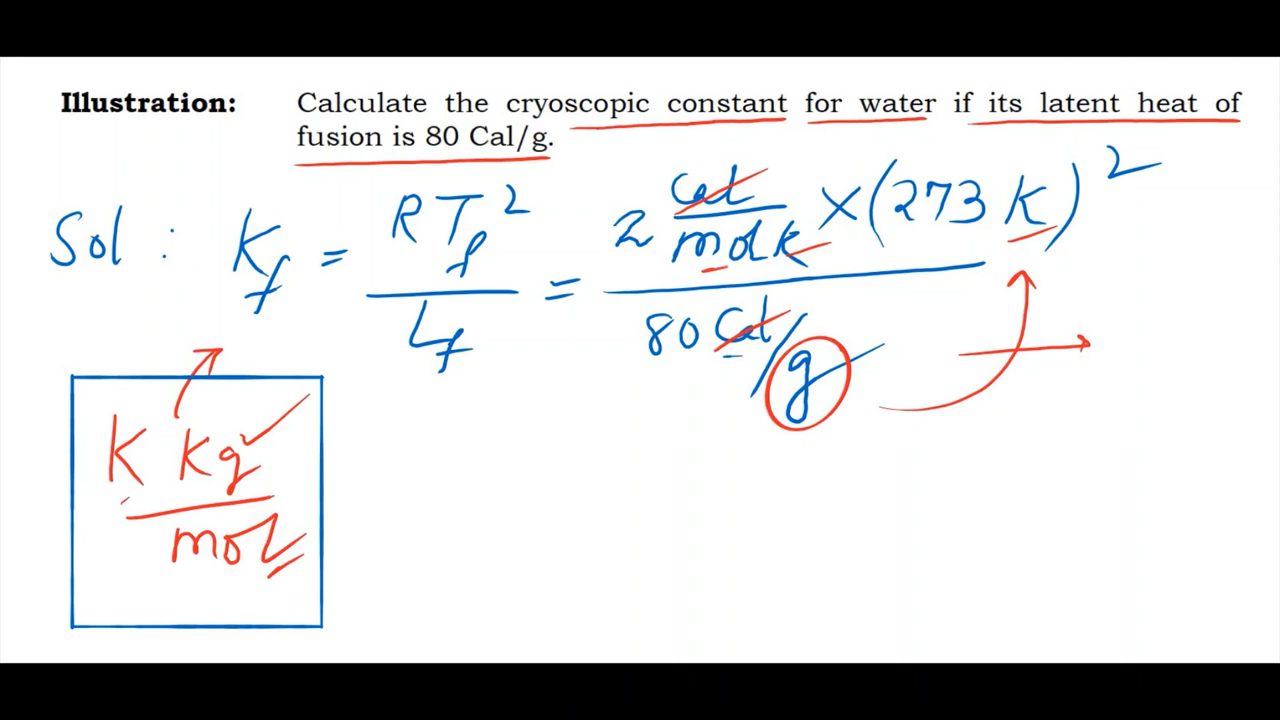 Illustration: Calculate the cryoscopic constant for water if its latent heat of
fusion is 80 Cal/g.
Sol : Kf = RTf² / Lf = 2 Cal/mol K × (273 K)² / 80 Cal/g
K Kg
mol